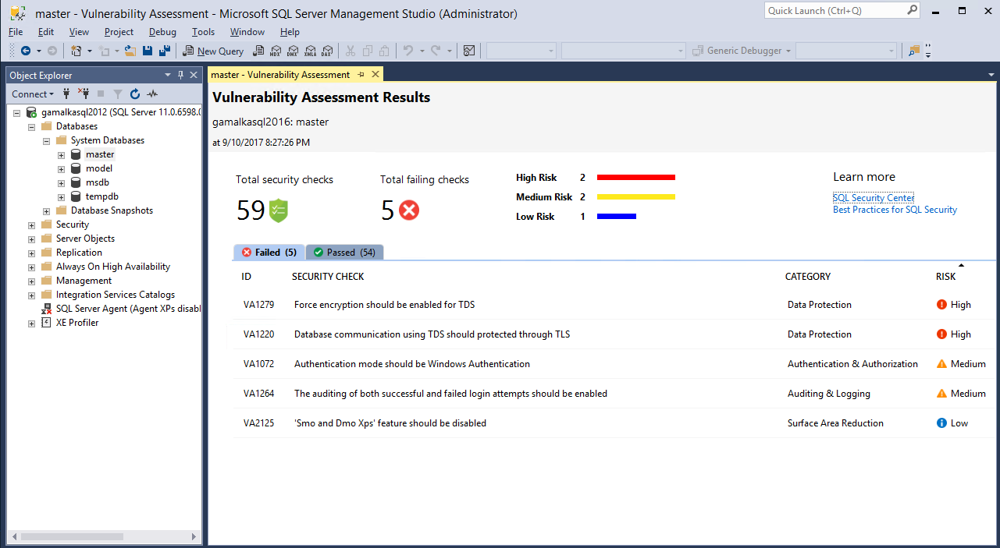 master - Vulnerability Assessment - Microsoft SQL Server Management Studio (Administrator)
Quick Launch (Ctrl+Q)
File Edit View Project Debug Tools Window Help
New Query MDX DMX XMLA DAX Generic Debugger
Object Explorer
Connect
gamalkasql2012 (SQL Server 11.0.6598.0
Databases
System Databases
master
model
msdb
tempdb
Database Snapshots
Security
Server Objects
Replication
Always On High Availability
Management
Integration Services Catalogs
SQL Server Agent (Agent XPs disabl
XE Profiler
master - Vulnerability Assessment
Vulnerability Assessment Results
gamalkasql2016: master
at 9/10/2017 8:27:26 PM
Total security checks
59
Total failing checks
5
High Risk 2
Medium Risk 2
Low Risk 1
Learn more
SQL Security Center
Best Practices for SQL Security
Failed (5) Passed (54)
ID SECURITY CHECK CATEGORY RISK
VA1279 Force encryption should be enabled for TDS Data Protection High
VA1220 Database communication using TDS should protected through TLS Data Protection High
VA1072 Authentication mode should be Windows Authentication Authentication & Authorization Medium
VA1264 The auditing of both successful and failed login attempts should be enabled Auditing & Logging Medium
VA2125 'Smo and Dmo Xps' feature should be disabled Surface Area Reduction Low